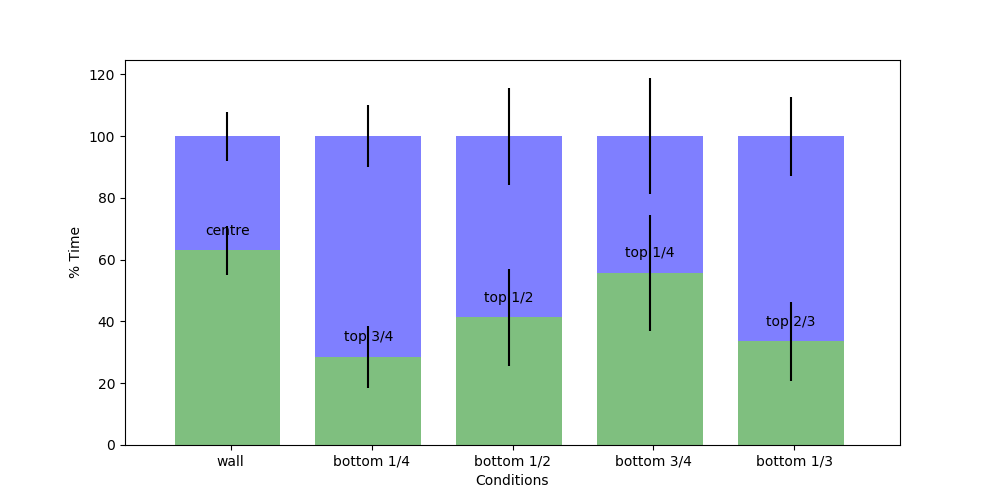 120
100
80
60
40
20
0
% Time
centre
top 3/4
top 1/2
top 1/4
top 2/3
wall
bottom 1/4
bottom 1/2
bottom 3/4
bottom 1/3
Conditions